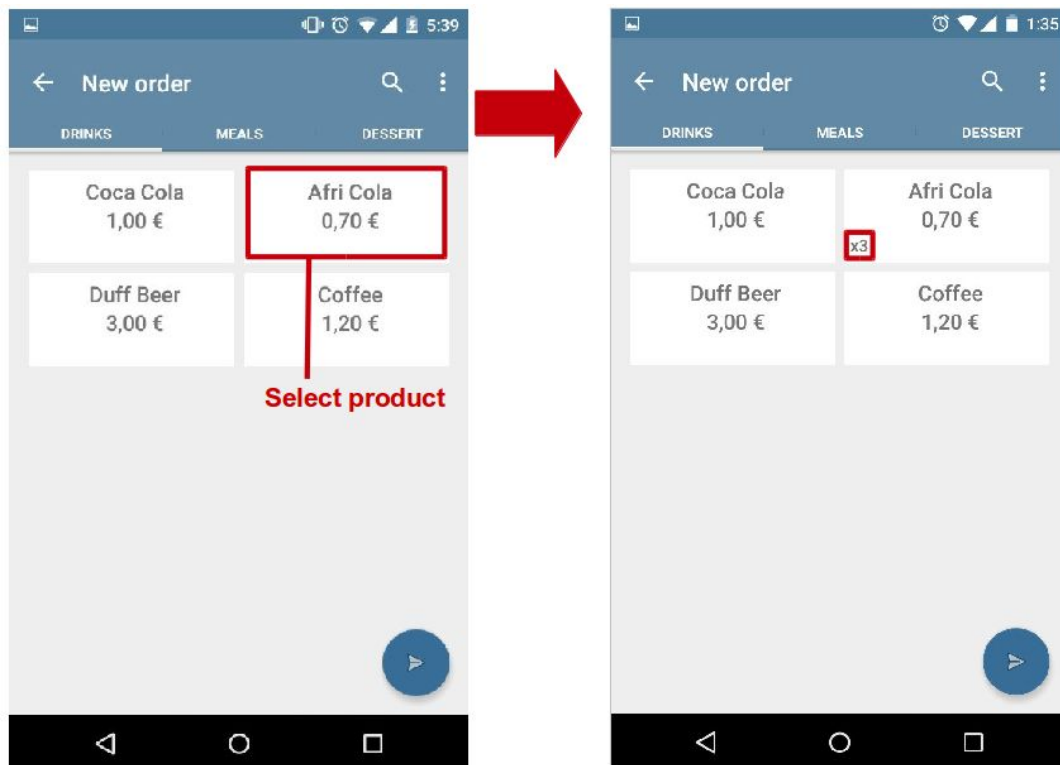 5:39
New order
DRINKS MEALS DESSERT
Coca Cola
1,00 €
Afri Cola
0,70 €
Duff Beer
3,00 €
Coffee
1,20 €
Select product
1:35
New order
DRINKS MEALS DESSERT
Coca Cola
1,00 €
Afri Cola
0,70 €
x3
Duff Beer
3,00 €
Coffee
1,20 €